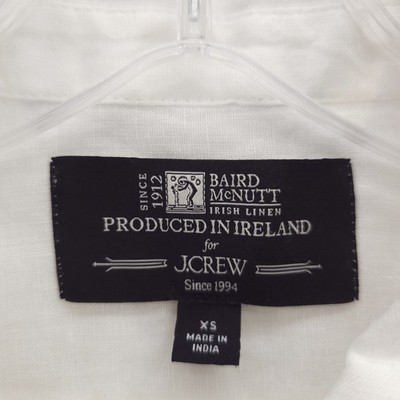 SINCE 1912
BAIRD
McNUTT
IRISH LINEN
PRODUCED IN IRELAND
for
J.CREW
Since 1994
XS
MADE IN
INDIA